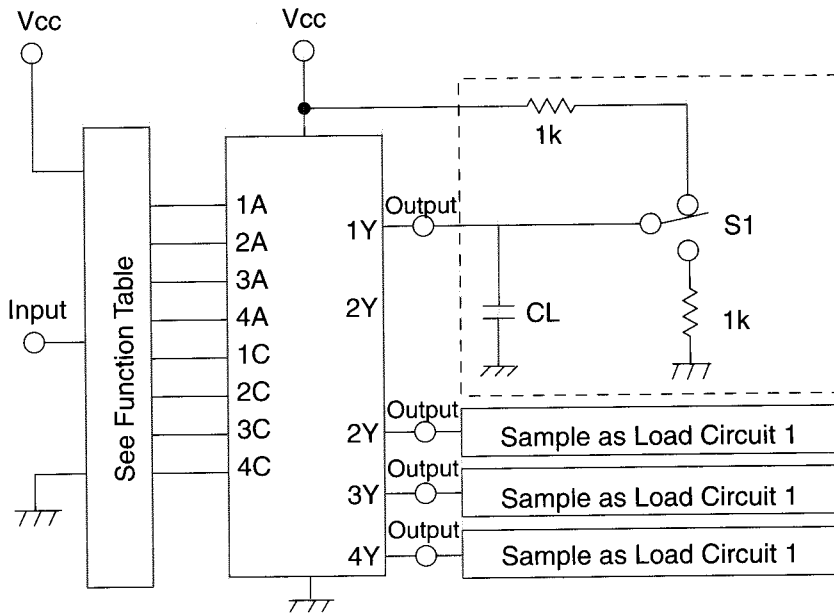 Vcc
Vcc
1k
1A
2A
3A
4A
1C
2C
3C
4C
Input
See Function Table
1Y
Output
S1
2Y
CL
1k
2Y
Output
Sample as Load Circuit 1
3Y
Output
Sample as Load Circuit 1
4Y
Output
Sample as Load Circuit 1